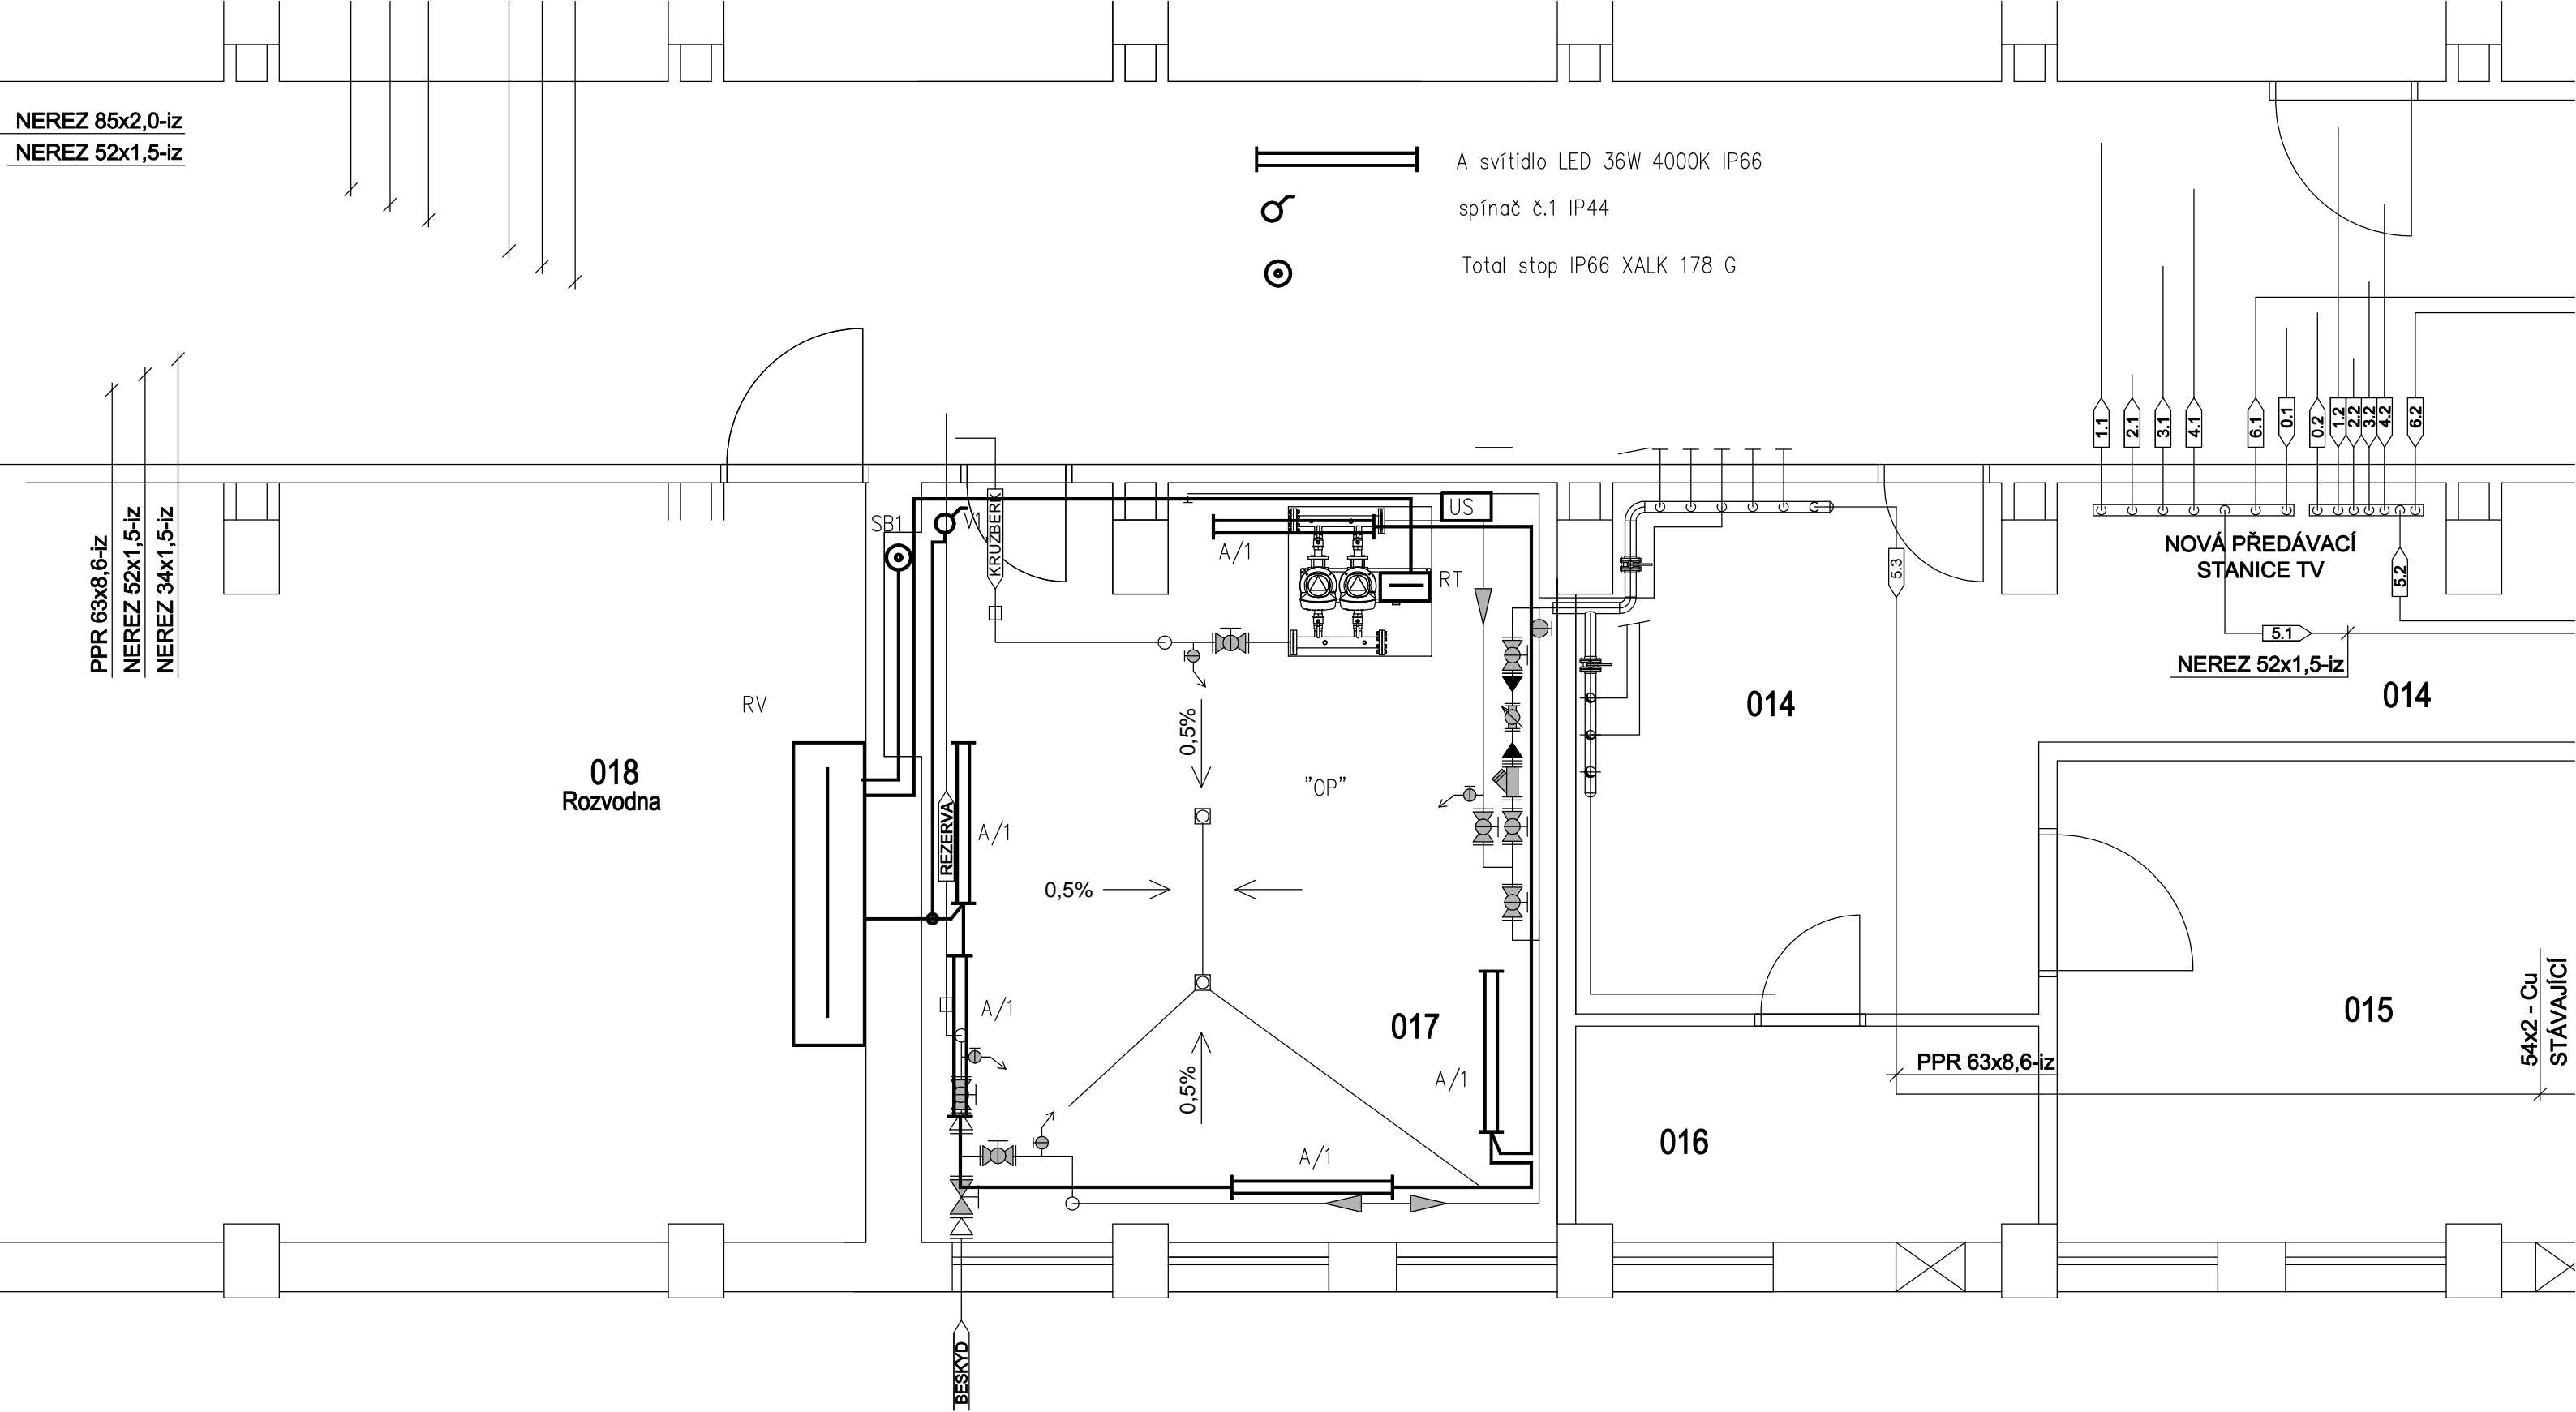 NEREZ 85x2,0-iz
NEREZ 52x1,5-iz
A svítidlo LED 36W 4000K IP66
spínač č.1 IP44
Total stop IP66 XALK 178 G
PPR 63x8,6-iz
NEREZ 52x1,5-iz
NEREZ 34x1,5-iz
SB1
V1
KRUŽBERK
US
A/1
RT
5.3
1.1
2.1
3.1
4.1
6.1
0.1
0.2
1.2
2.2
3.2
4.2
6.2
NOVÁ PŘEDÁVACÍ
STANICE TV
5.2
5.1
NEREZ 52x1,5-iz
RV
018
Rozvodna
0,5%
"OP"
014
014
REZERVA
A/1
0,5%
A/1
017
A/1
0,5%
A/1
016
PPR 63x8,6-iz
015
54x2 - Cu
STÁVAJÍCÍ
BESKYD